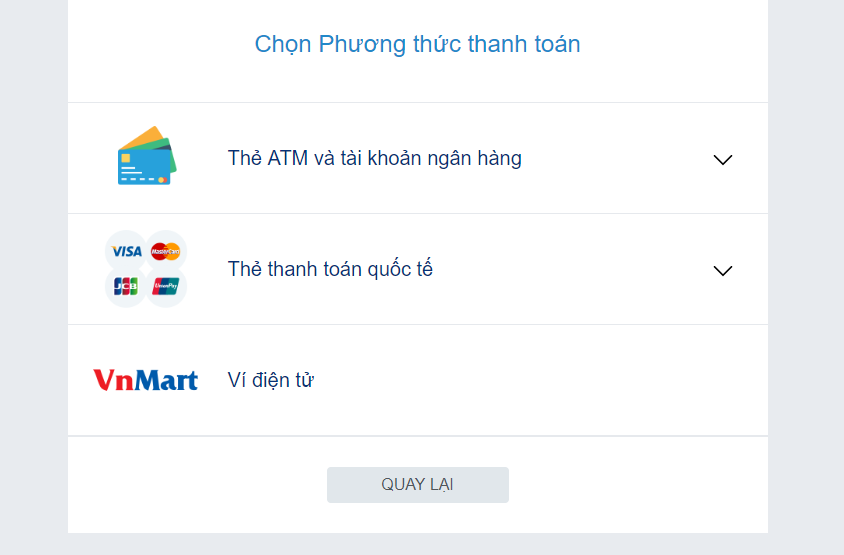 Chọn Phương thức thanh toán
Thẻ ATM và tài khoản ngân hàng
VISA MasterCard
Thẻ thanh toán quốc tế
JCB UnionPay
VnMart Ví điện tử
QUAY LẠI